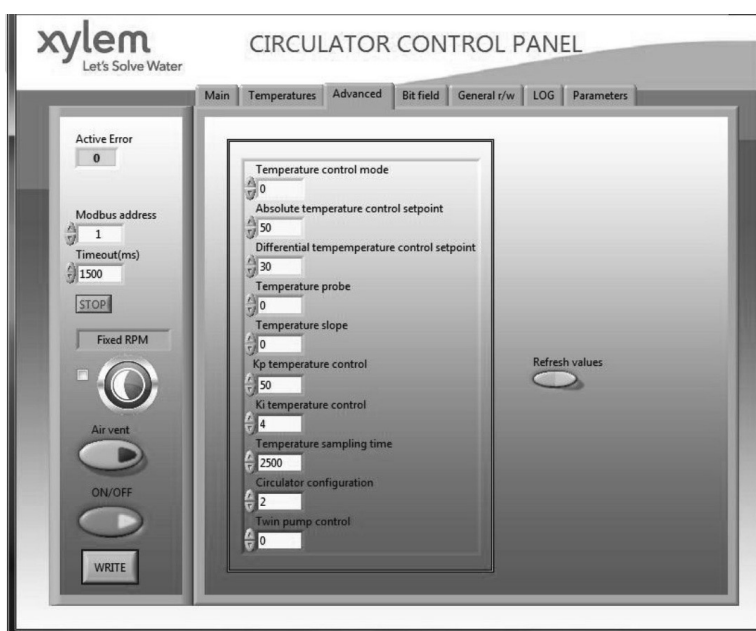 xylem
Let's Solve Water
CIRCULATOR CONTROL PANEL
Main Temperatures Advanced Bit field General r/w LOG Parameters
Active Error
0
Modbus address
1
Timeout(ms)
1500
STOP
Fixed RPM
Air vent
ON/OFF
WRITE
Temperature control mode
0
Absolute temperature control setpoint
50
Differential tempemperature control setpoint
30
Temperature probe
0
Temperature slope
0
Kp temperature control
50
Ki temperature control
4
Temperature sampling time
2500
Circulator configuration
2
Twin pump control
0
Refresh values